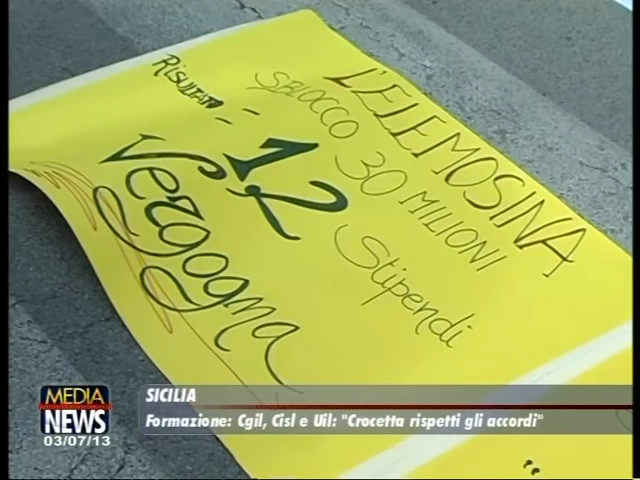 L'ELEMOSINA
SBLOCCO 30 MILIONI
RISULTATO = -12 Stipendi
Vergogna
MEDIA
NEWS
03/07/13
SICILIA
Formazione: Cgil, Cisl e Uil: "Crocetta rispetti gli accordi"